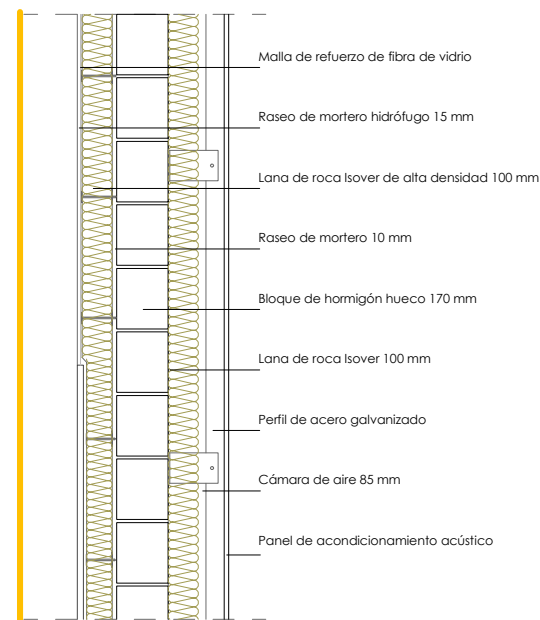 Malla de refuerzo de fibra de vidrio
Raseo de mortero hidrófugo 15 mm
Lana de roca Isover de alta densidad 100 mm
Raseo de mortero 10 mm
Bloque de hormigón hueco 170 mm
Lana de roca Isover 100 mm
Perfil de acero galvanizado
Cámara de aire 85 mm
Panel de acondicionamiento acústico